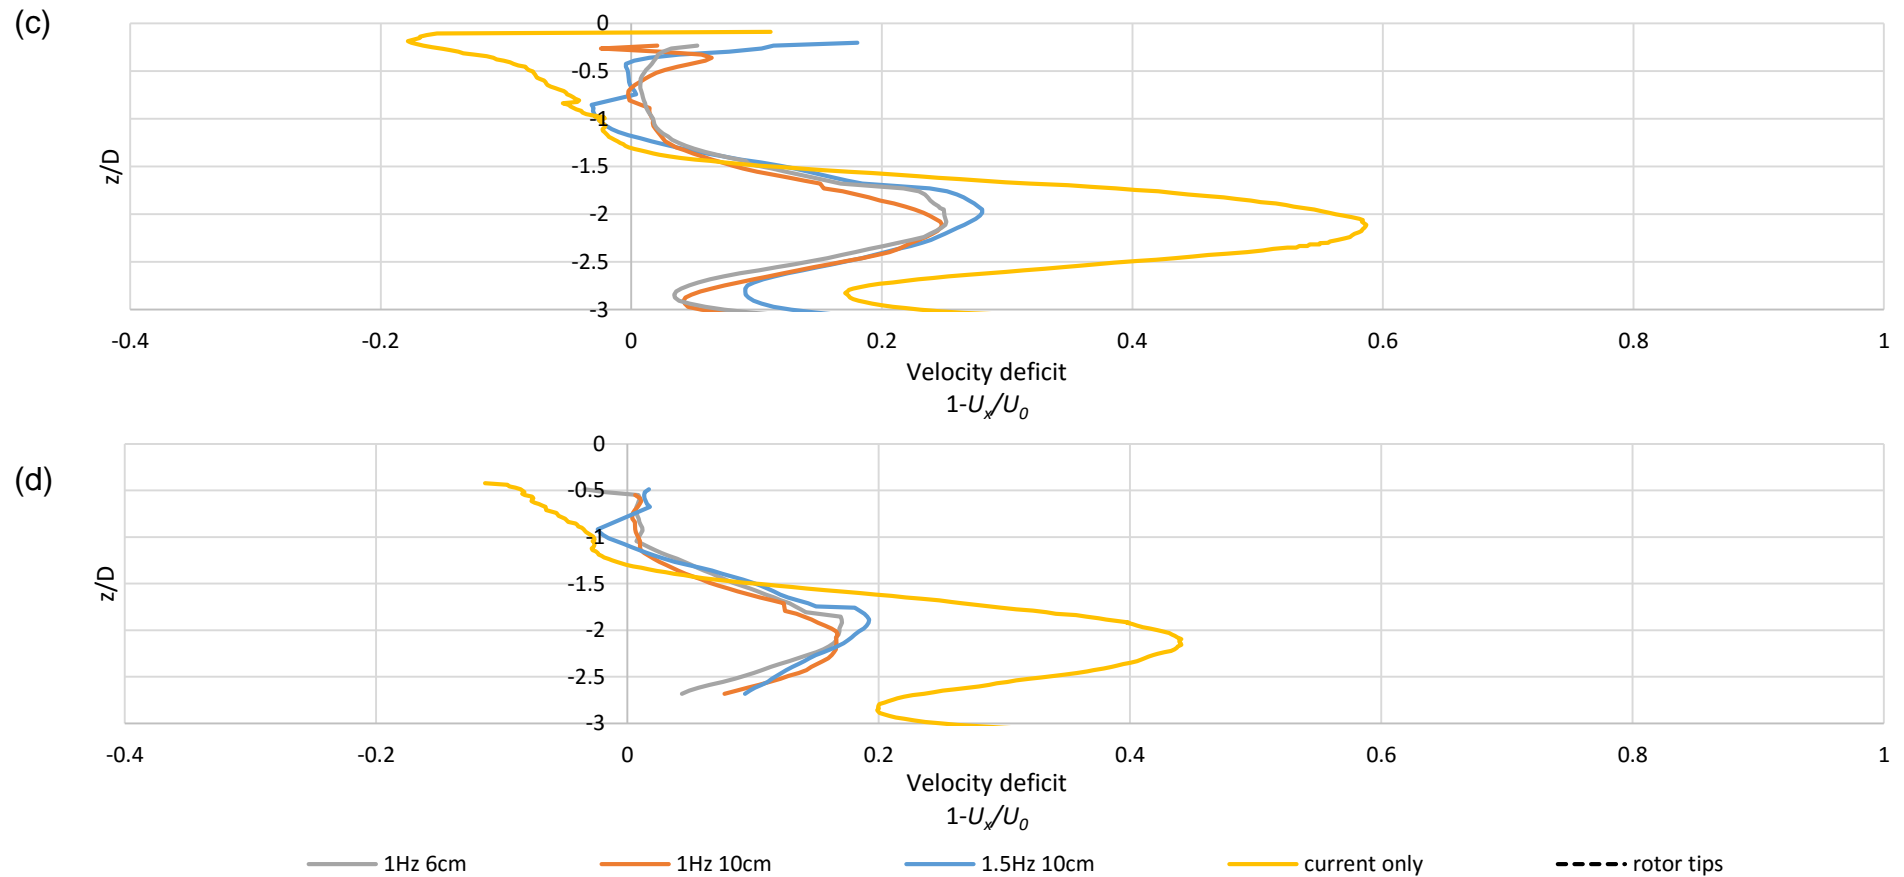 (c)
0
-0.5
-1
-1.5
-2
-2.5
-3
z/D
-0.4 -0.2 0 0.2 0.4 0.6 0.8 1
Velocity deficit
1-Uₓ/U₀
(d)
0
-0.5
-1
-1.5
-2
-2.5
-3
z/D
-0.4 -0.2 0 0.2 0.4 0.6 0.8 1
Velocity deficit
1-Uₓ/U₀
1Hz 6cm 1Hz 10cm 1.5Hz 10cm current only rotor tips